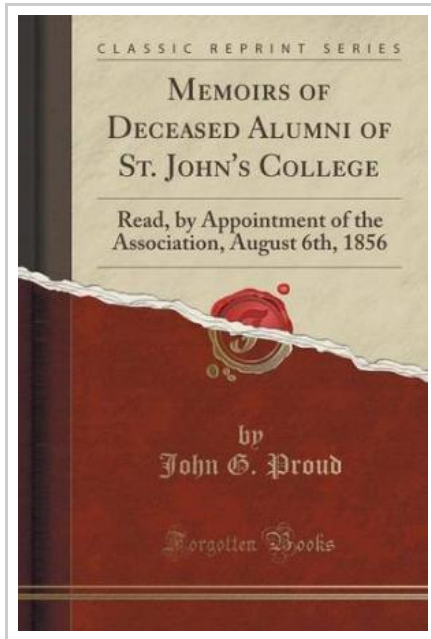 CLASSIC REPRINT SERIES
MEMOIRS OF
DECEASED ALUMNI OF
ST. JOHN'S COLLEGE
Read, by Appointment of the
Association, August 6th, 1856
by
John G. Proud
Forgotten Books